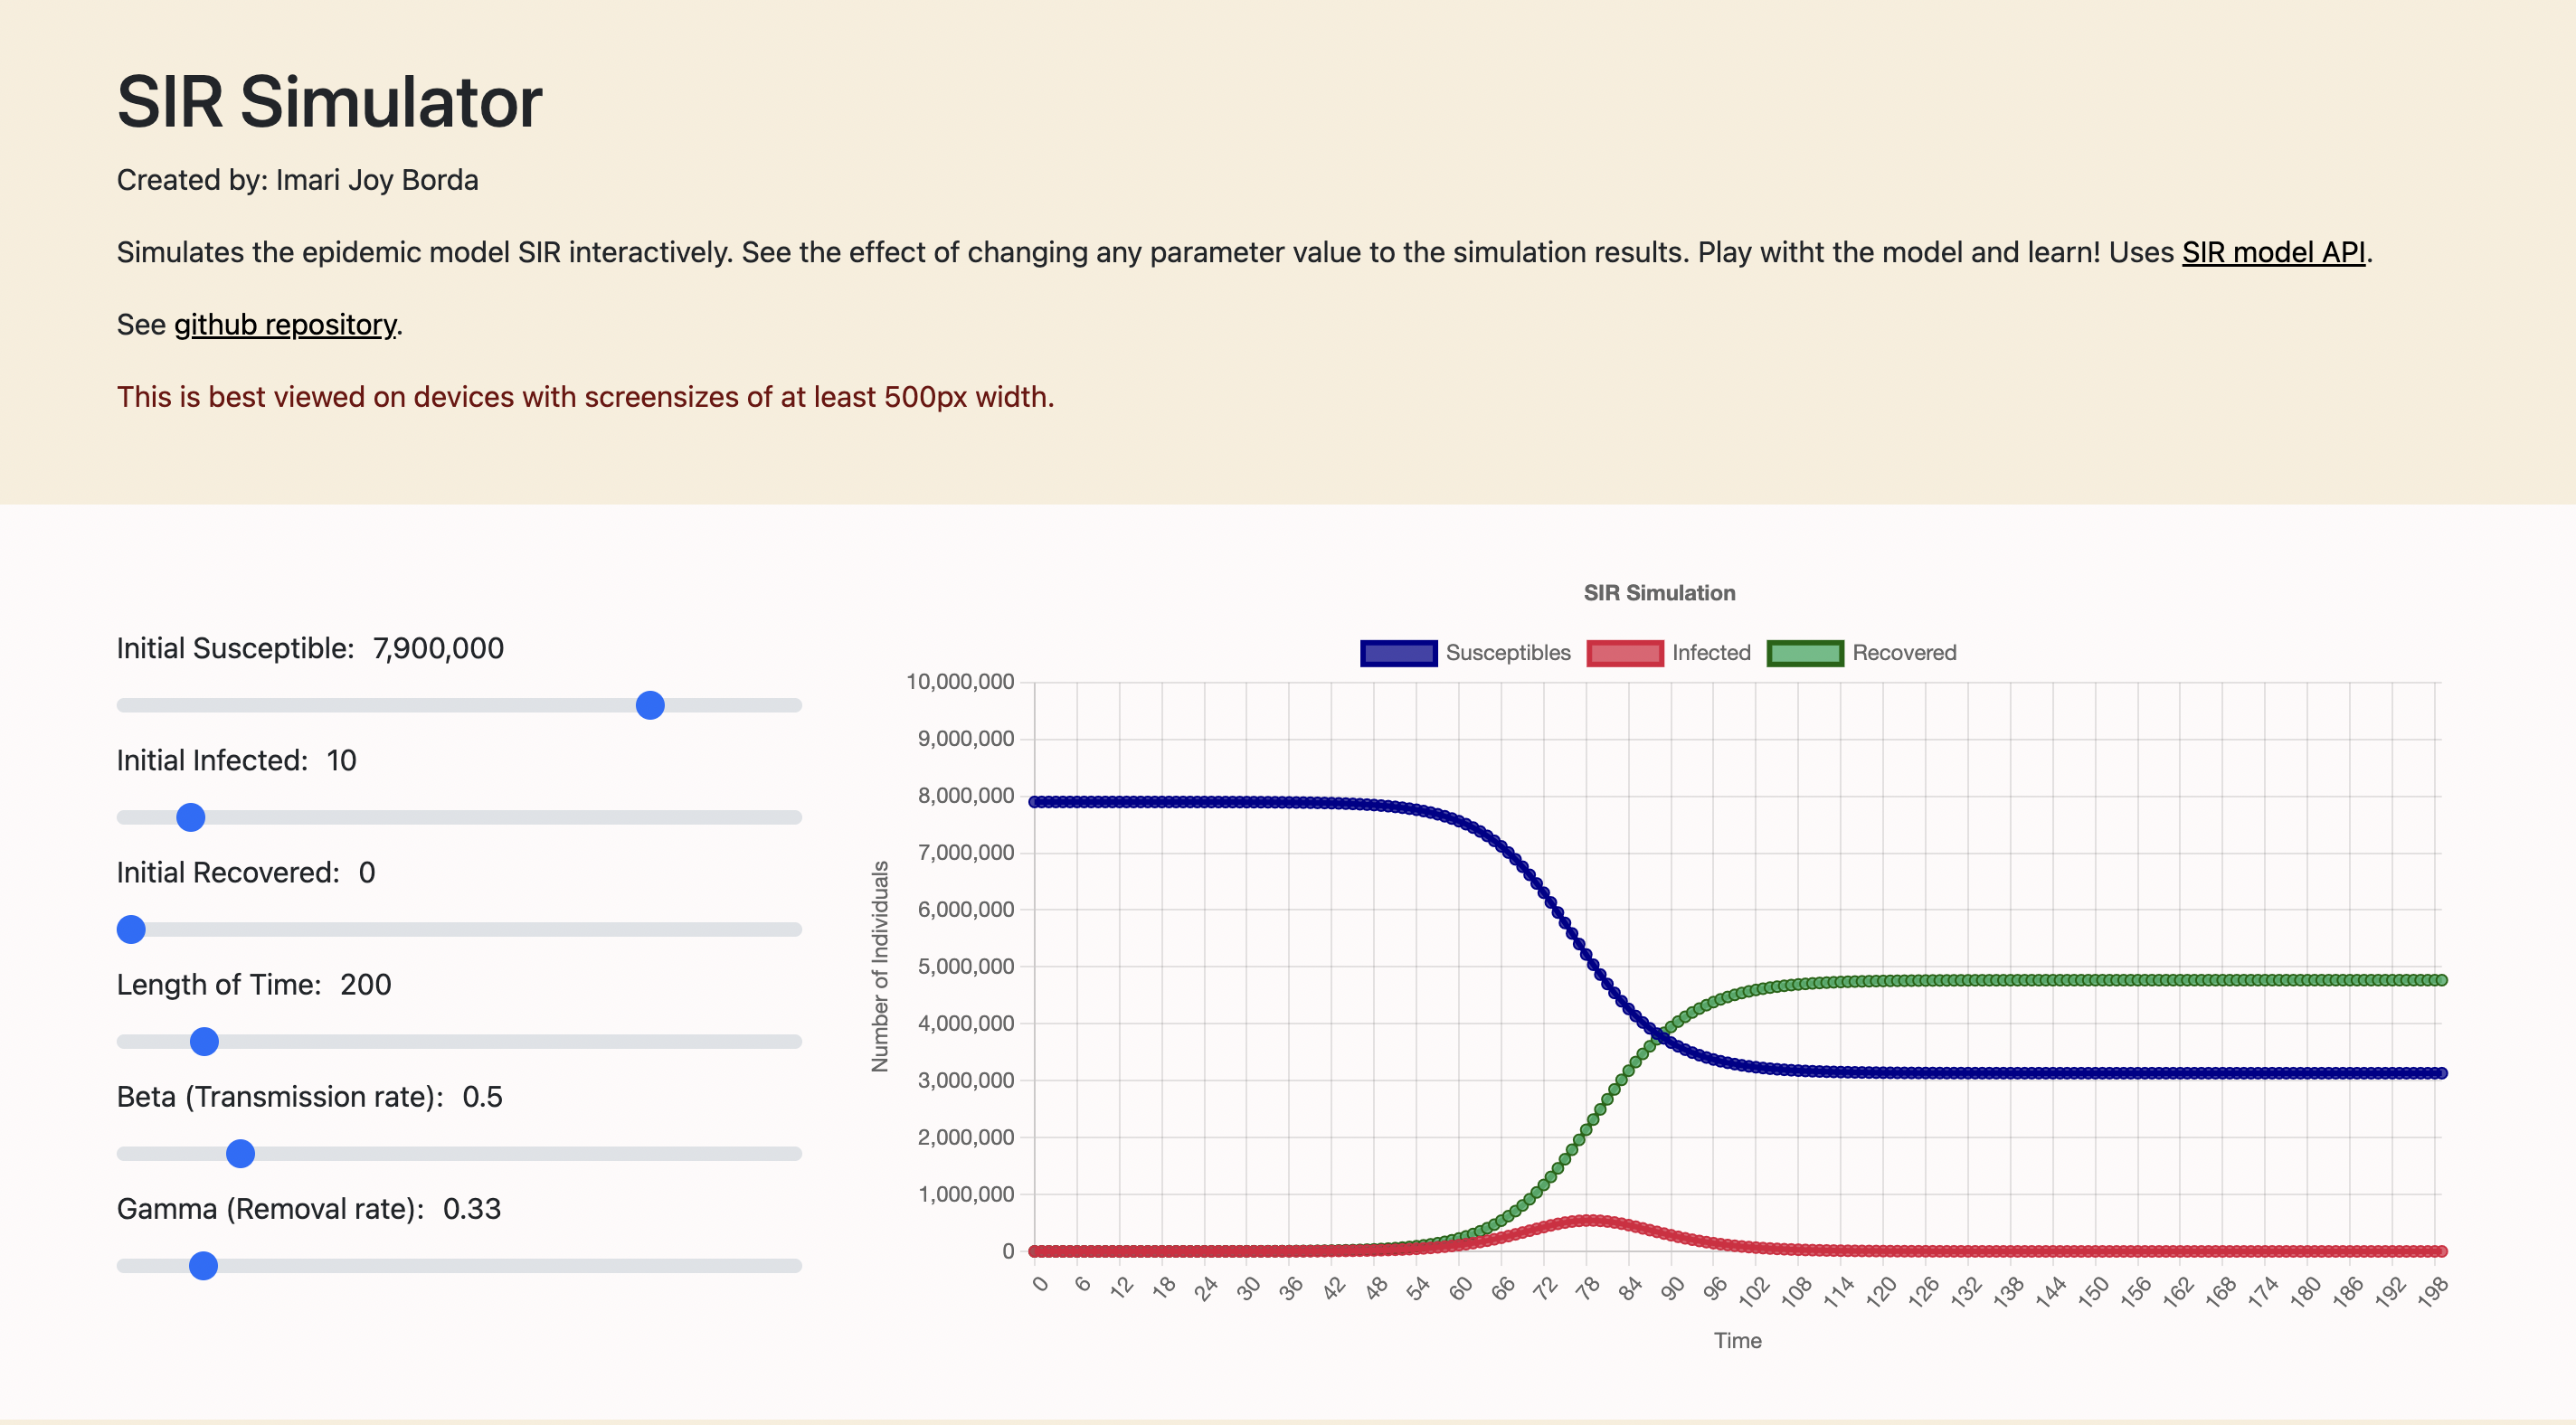 SIR Simulator
Created by: Imari Joy Borda
Simulates the epidemic model SIR interactively. See the effect of changing any parameter value to the simulation results. Play witht the model and learn! Uses SIR model API.
See github repository.
This is best viewed on devices with screensizes of at least 500px width.
Initial Susceptible: 7,900,000
Initial Infected: 10
Initial Recovered: 0
Length of Time: 200
Beta (Transmission rate): 0.5
Gamma (Removal rate): 0.33
SIR Simulation
Susceptibles Infected Recovered
Number of Individuals
10,000,000
9,000,000
8,000,000
7,000,000
6,000,000
5,000,000
4,000,000
3,000,000
2,000,000
1,000,000
0
0 6 12 18 24 30 36 42 48 54 60 66 72 78 84 90 96 102 108 114 120 126 132 138 144 150 156 162 168 174 180 186 192 198
Time